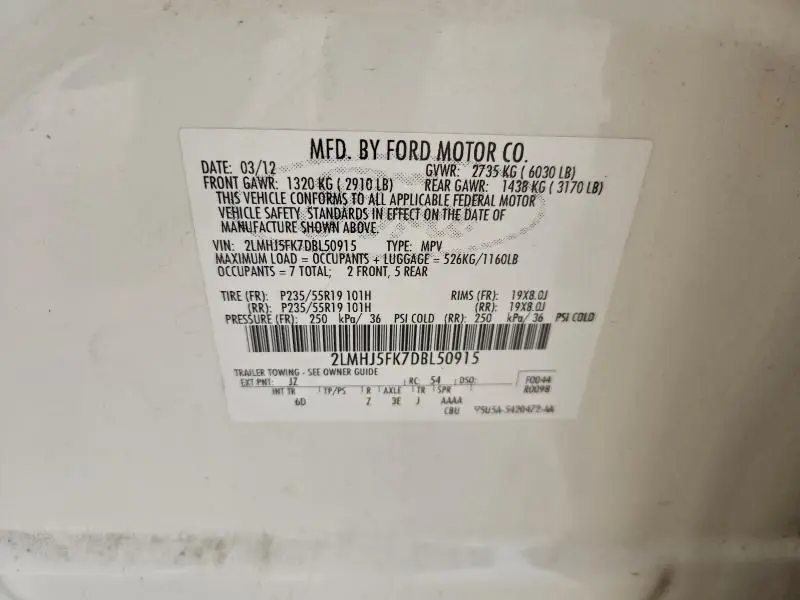 MFD. BY FORD MOTOR CO.
DATE: 03/12 GVWR: 2735 KG ( 6030 LB)
FRONT GAWR: 1320 KG ( 2910 LB) REAR GAWR: 1438 KG ( 3170 LB)
THIS VEHICLE CONFORMS TO ALL APPLICABLE FEDERAL MOTOR
VEHICLE SAFETY STANDARDS IN EFFECT ON THE DATE OF
MANUFACTURE SHOWN ABOVE.
VIN: 2LMHJ5FK7DBL50915 TYPE: MPV
MAXIMUM LOAD = OCCUPANTS + LUGGAGE = 526KG/1160LB
OCCUPANTS = 7 TOTAL; 2 FRONT, 5 REAR
TIRE (FR): P235/55R19 101H RIMS (FR): 19X8.0J
(RR): P235/55R19 101H (RR): 19X8.0J
PRESSURE (FR): 250 kPa/ 36 PSI COLD (RR): 250 kPa/ 36 PSI COLD
2LMHJ5FK7DBL50915
TRAILER TOWING - SEE OWNER GUIDE
EXT PNT: JZ RC: 54 DSO: F0044
INT TR TP/PS R AXLE TR SPR R0098
6D Z 3E J AAAA
CBU 5U5A-5420472-AA